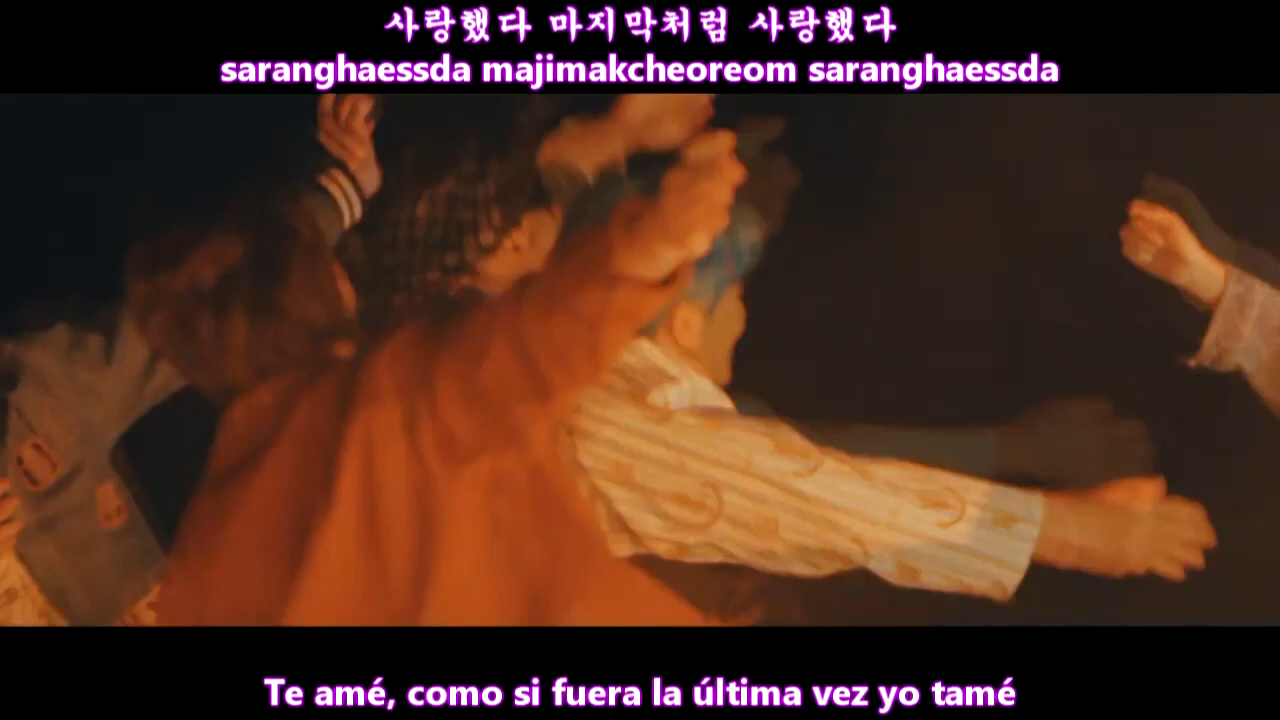 사랑했다 마지막처럼 사랑했다
saranghaessda majimakcheoreom saranghaessda
Te amé, como si fuera la última vez yo tamé